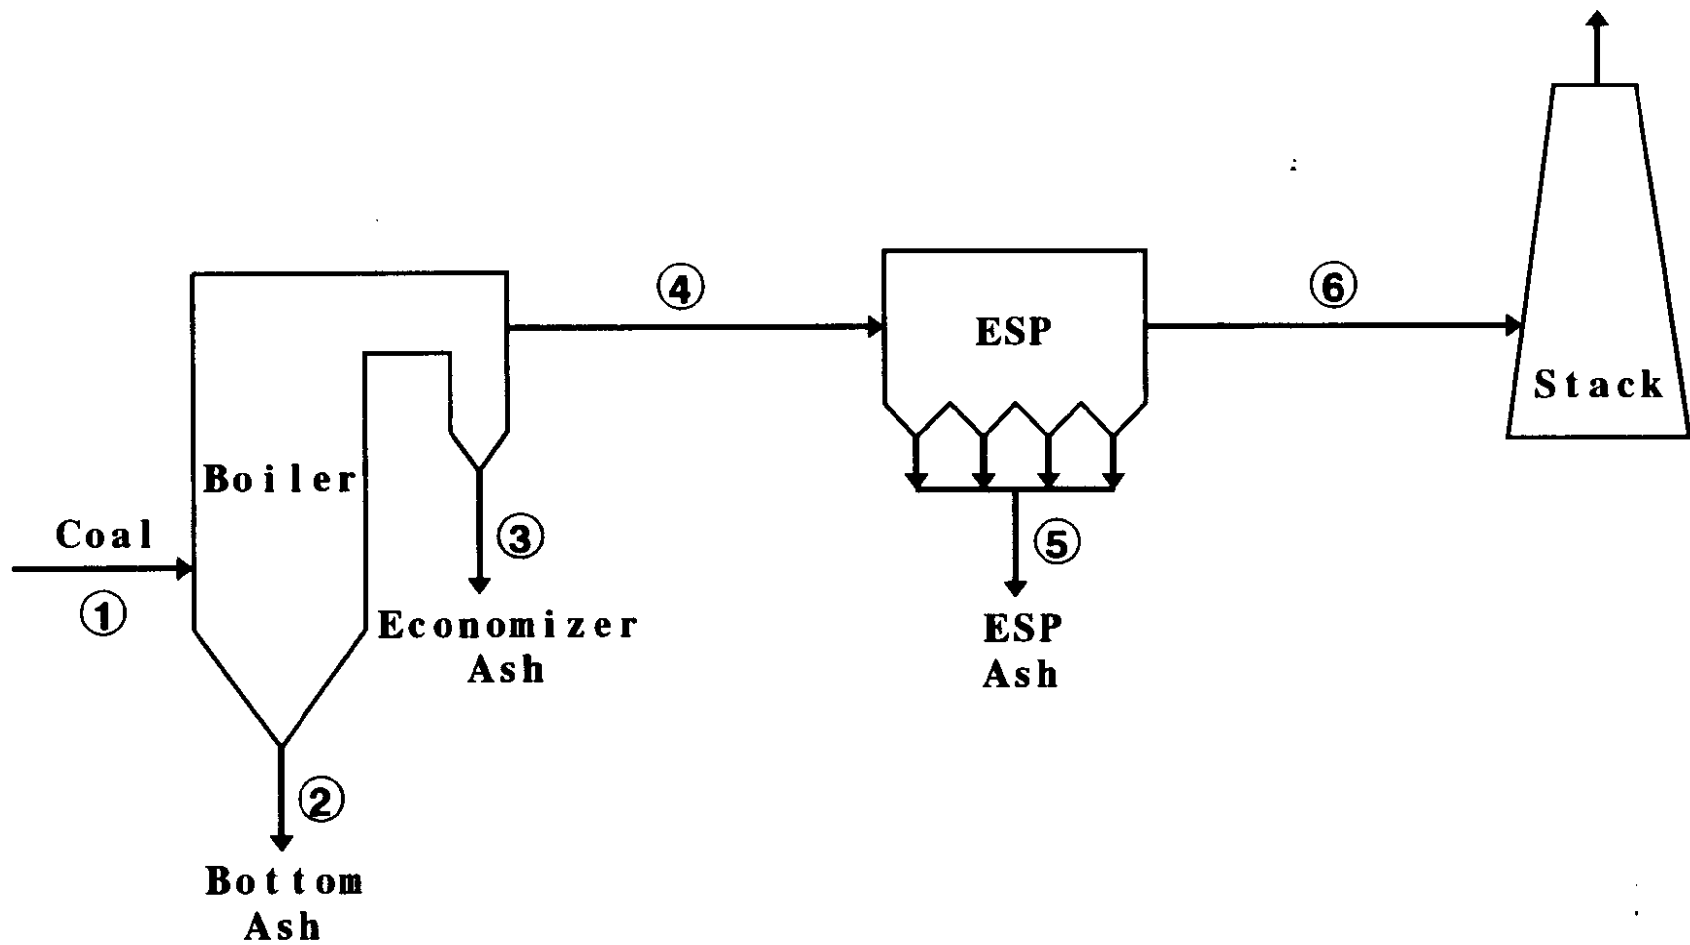 ④
⑥
ESP
Stack
Boiler
Coal
③
⑤
①
Economizer
Ash
ESP
Ash
②
Bottom
Ash